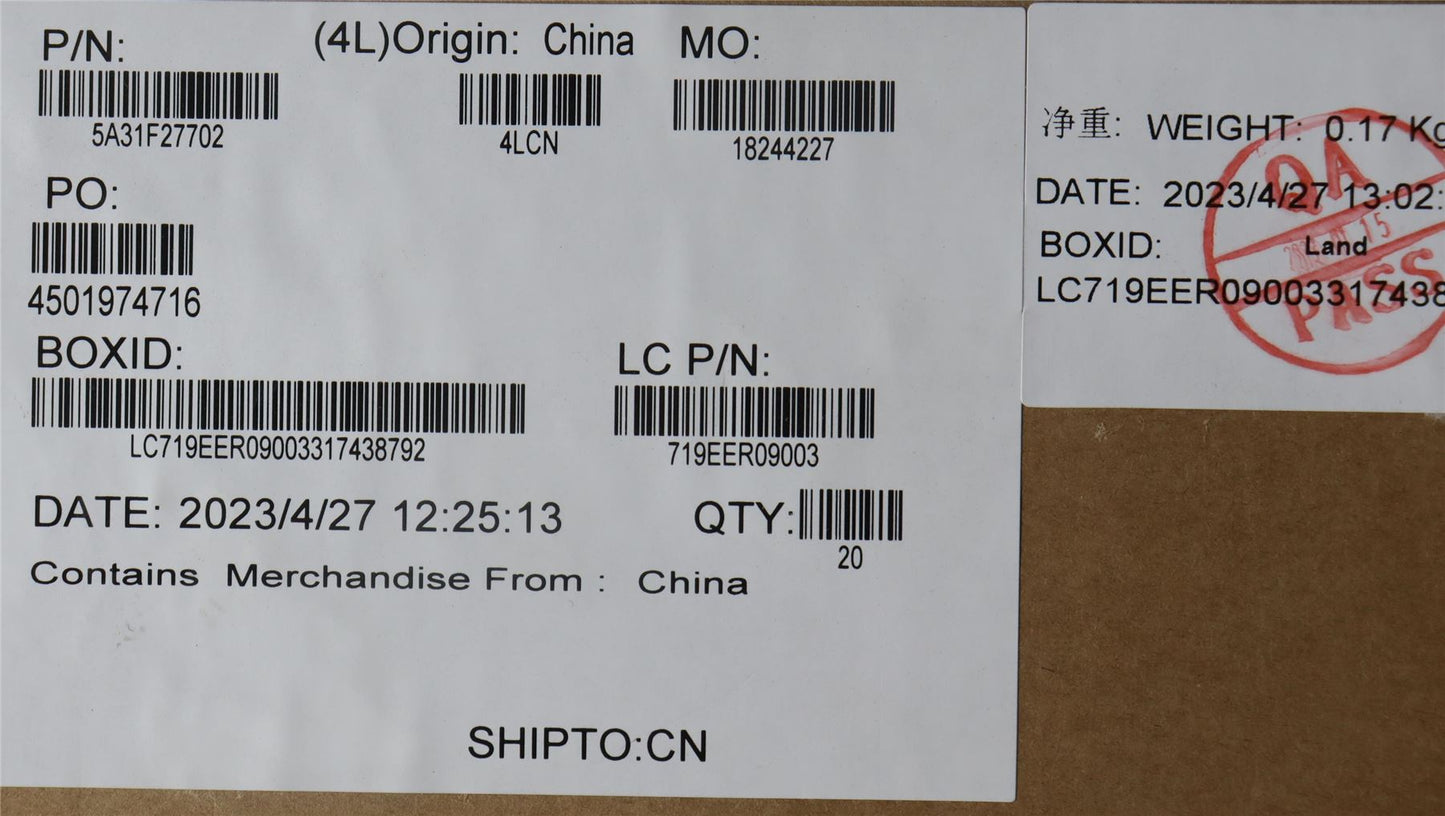 P/N:
(4L)Origin: China
MO:
5A31F27702
4LCN
18244227
PO:
4501974716
BOXID:
LC719EER09003317438792
LC P/N:
719EER09003
DATE: 2023/4/27 12:25:13
QTY:
20
Contains Merchandise From : China
SHIPTO:CN
净重: WEIGHT: 0.17 Kg
DATE: 2023/4/27 13:02:
BOXID: Land
LC719EER09003317438
QA
PASS